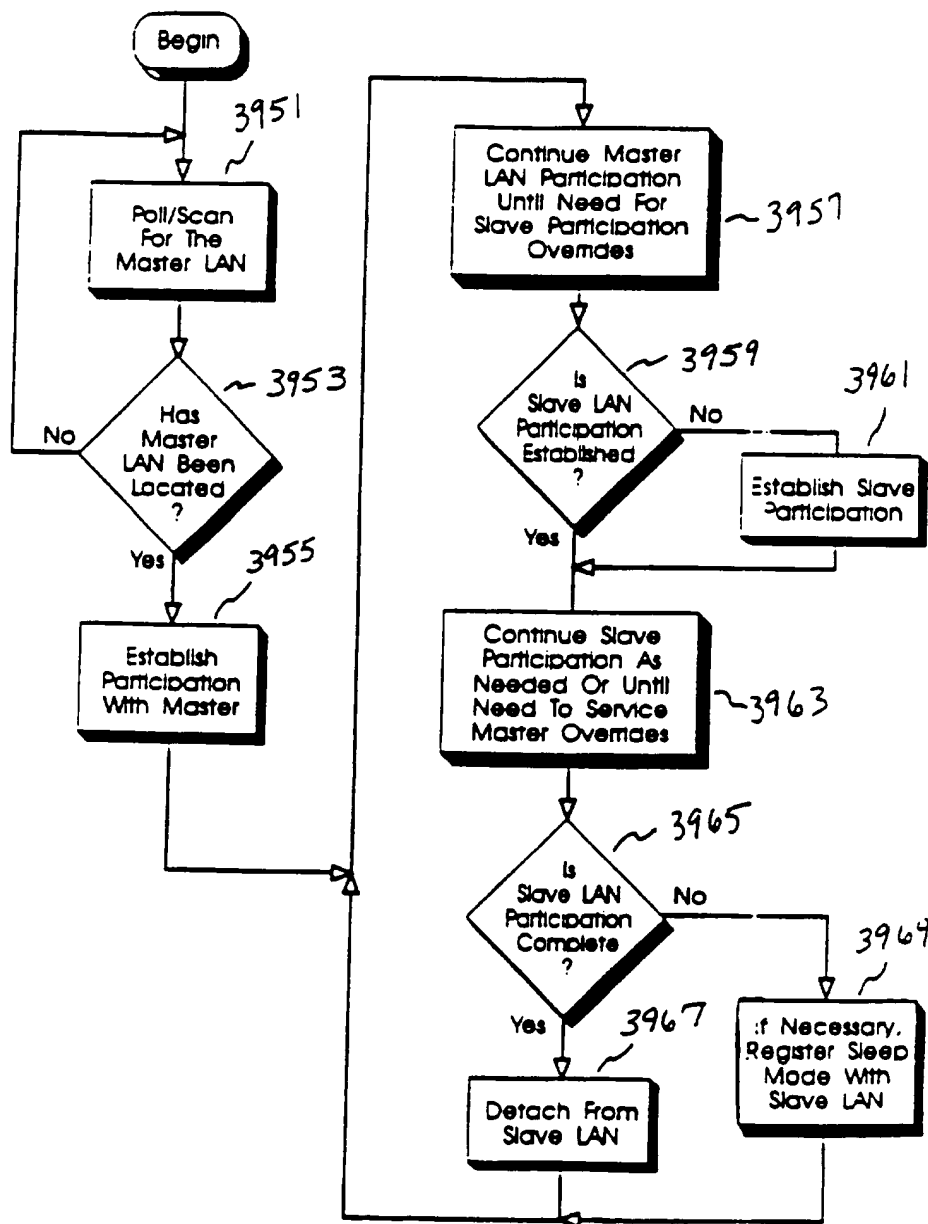 Begin
3951
Poll/Scan
For The
Master LAN
3953
Has
Master
LAN Been
Located
?
No
Yes
3955
Establish
Participation
With Master
Continue Master
LAN Participation
Until Need For
Slave Participation
Overrides
3957
3959
Is
Slave LAN
Participation
Established
?
No
Yes
3961
Establish Slave
Participation
Continue Slave
Participation As
Needed Or Until
Need To Service
Master Overrides
3963
3965
Is
Slave LAN
Participation
Complete
?
No
Yes
3967
Detach From
Slave LAN
3964
If Necessary,
Register Sleep
Mode With
Slave LAN